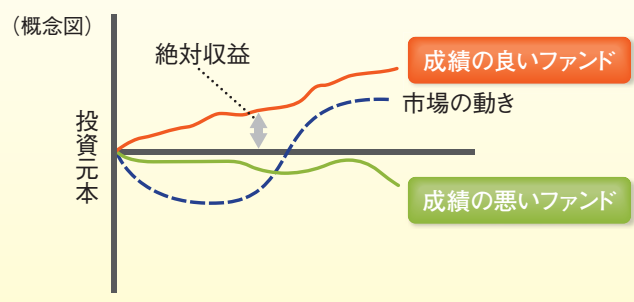 （概念図）
絶対収益
成績の良いファンド
市場の動き
投資元本
成績の悪いファンド